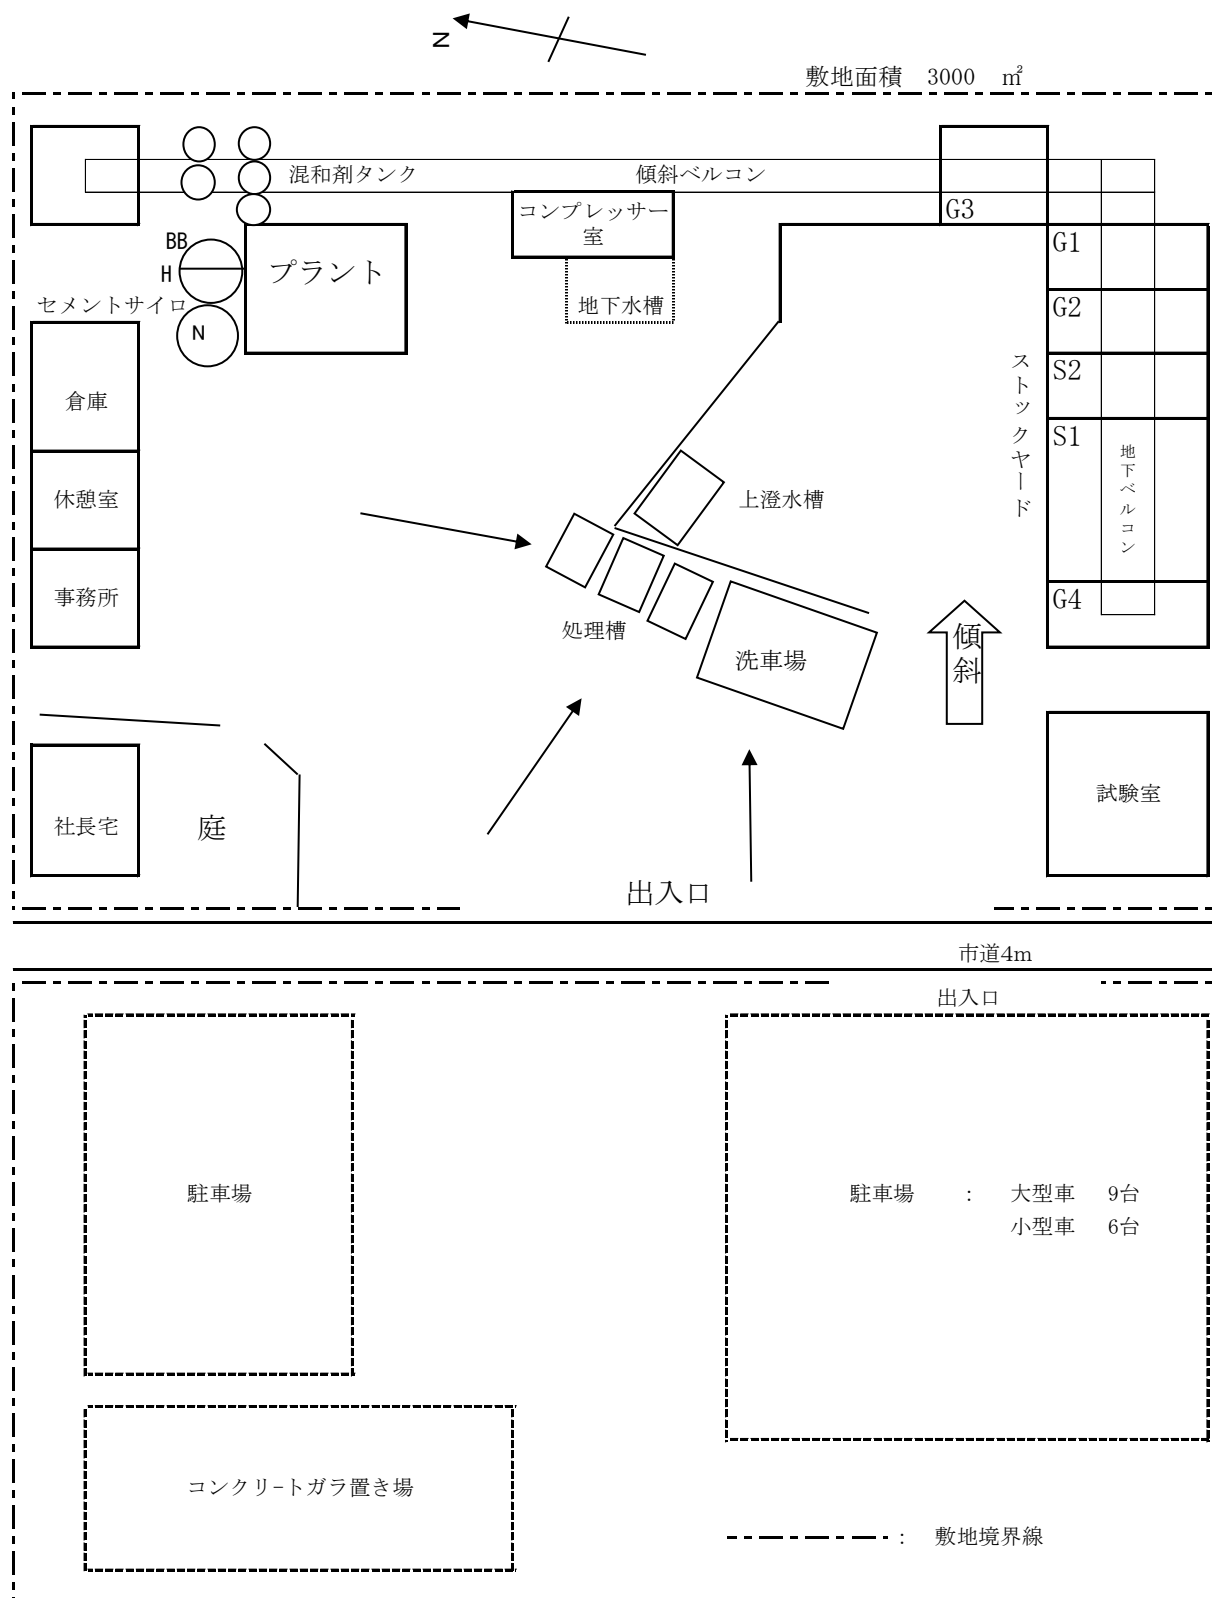 N
敷地面積 3000 ㎡
混和剤タンク
傾斜ベルコン
コンプレッサー
室
G3
BB
H
セメントサイロ
N
プラント
地下水槽
G1
G2
S2
S1
G4
ストックヤード
地下ベルコン
倉庫
休憩室
事務所
上澄水槽
処理槽
洗車場
傾斜
社長宅
庭
試験室
出入口
市道4m
出入口
駐車場
駐車場 : 大型車 9台
小型車 6台
コンクリ-トガラ置き場
: 敷地境界線